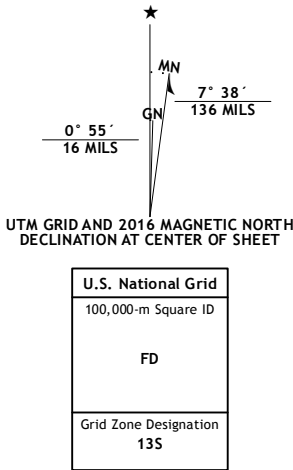 ★
MN
7° 38´
136 MILS
GN
0° 55´
16 MILS
UTM GRID AND 2016 MAGNETIC NORTH
DECLINATION AT CENTER OF SHEET
U.S. National Grid
100,000-m Square ID
FD
Grid Zone Designation
13S